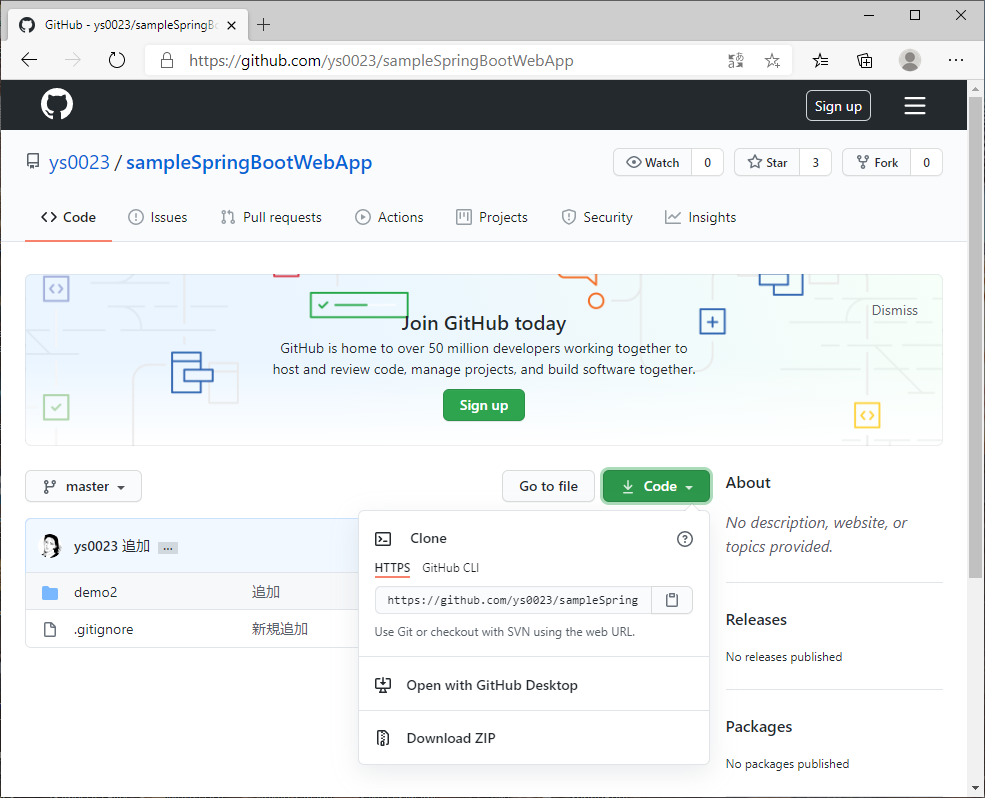 GitHub - ys0023/sampleSpringBo
https://github.com/ys0023/sampleSpringBootWebApp
Sign up
ys0023 / sampleSpringBootWebApp
Watch 0 Star 3 Fork 0
Code Issues Pull requests Actions Projects Security Insights
Dismiss
Join GitHub today
GitHub is home to over 50 million developers working together to
host and review code, manage projects, and build software together.
Sign up
master Go to file Code
ys0023 追加 ...
demo2 追加
.gitignore 新規追加
Clone
HTTPS GitHub CLI
https://github.com/ys0023/sampleSpring
Use Git or checkout with SVN using the web URL.
Open with GitHub Desktop
Download ZIP
About
No description, website, or
topics provided.
Releases
No releases published
Packages
No packages published